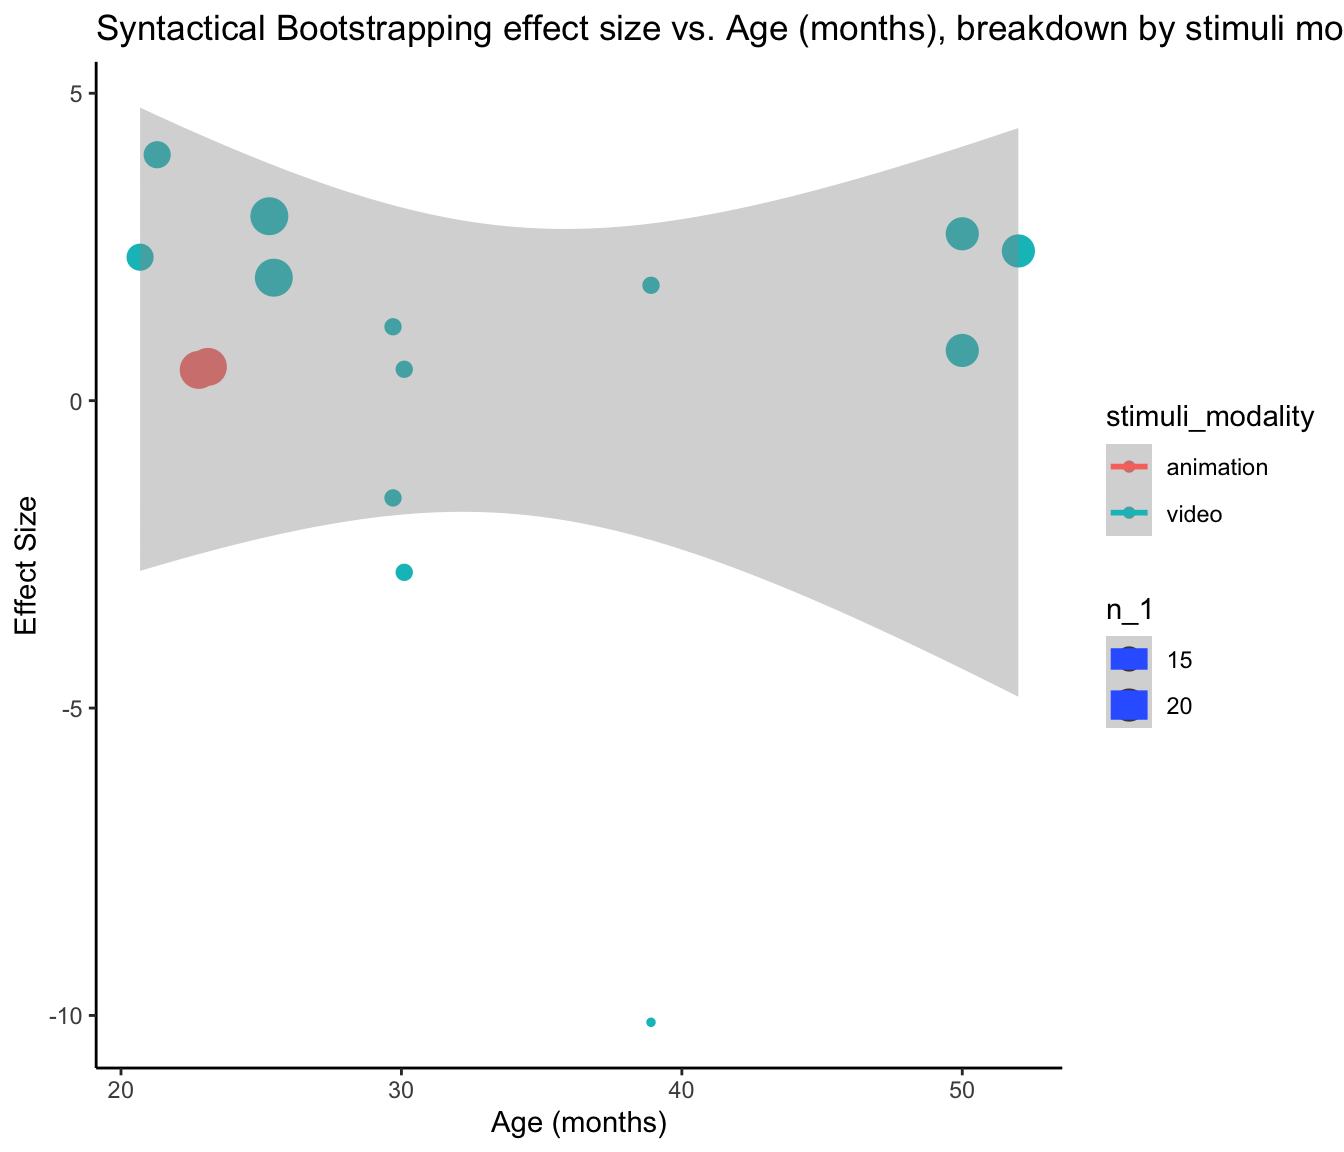 Syntactical Bootstrapping effect size vs. Age (months), breakdown by stimuli mo
5
0
-5
-10
Effect Size
20 30 40 50
Age (months)
stimuli_modality
animation
video
n_1
15
20